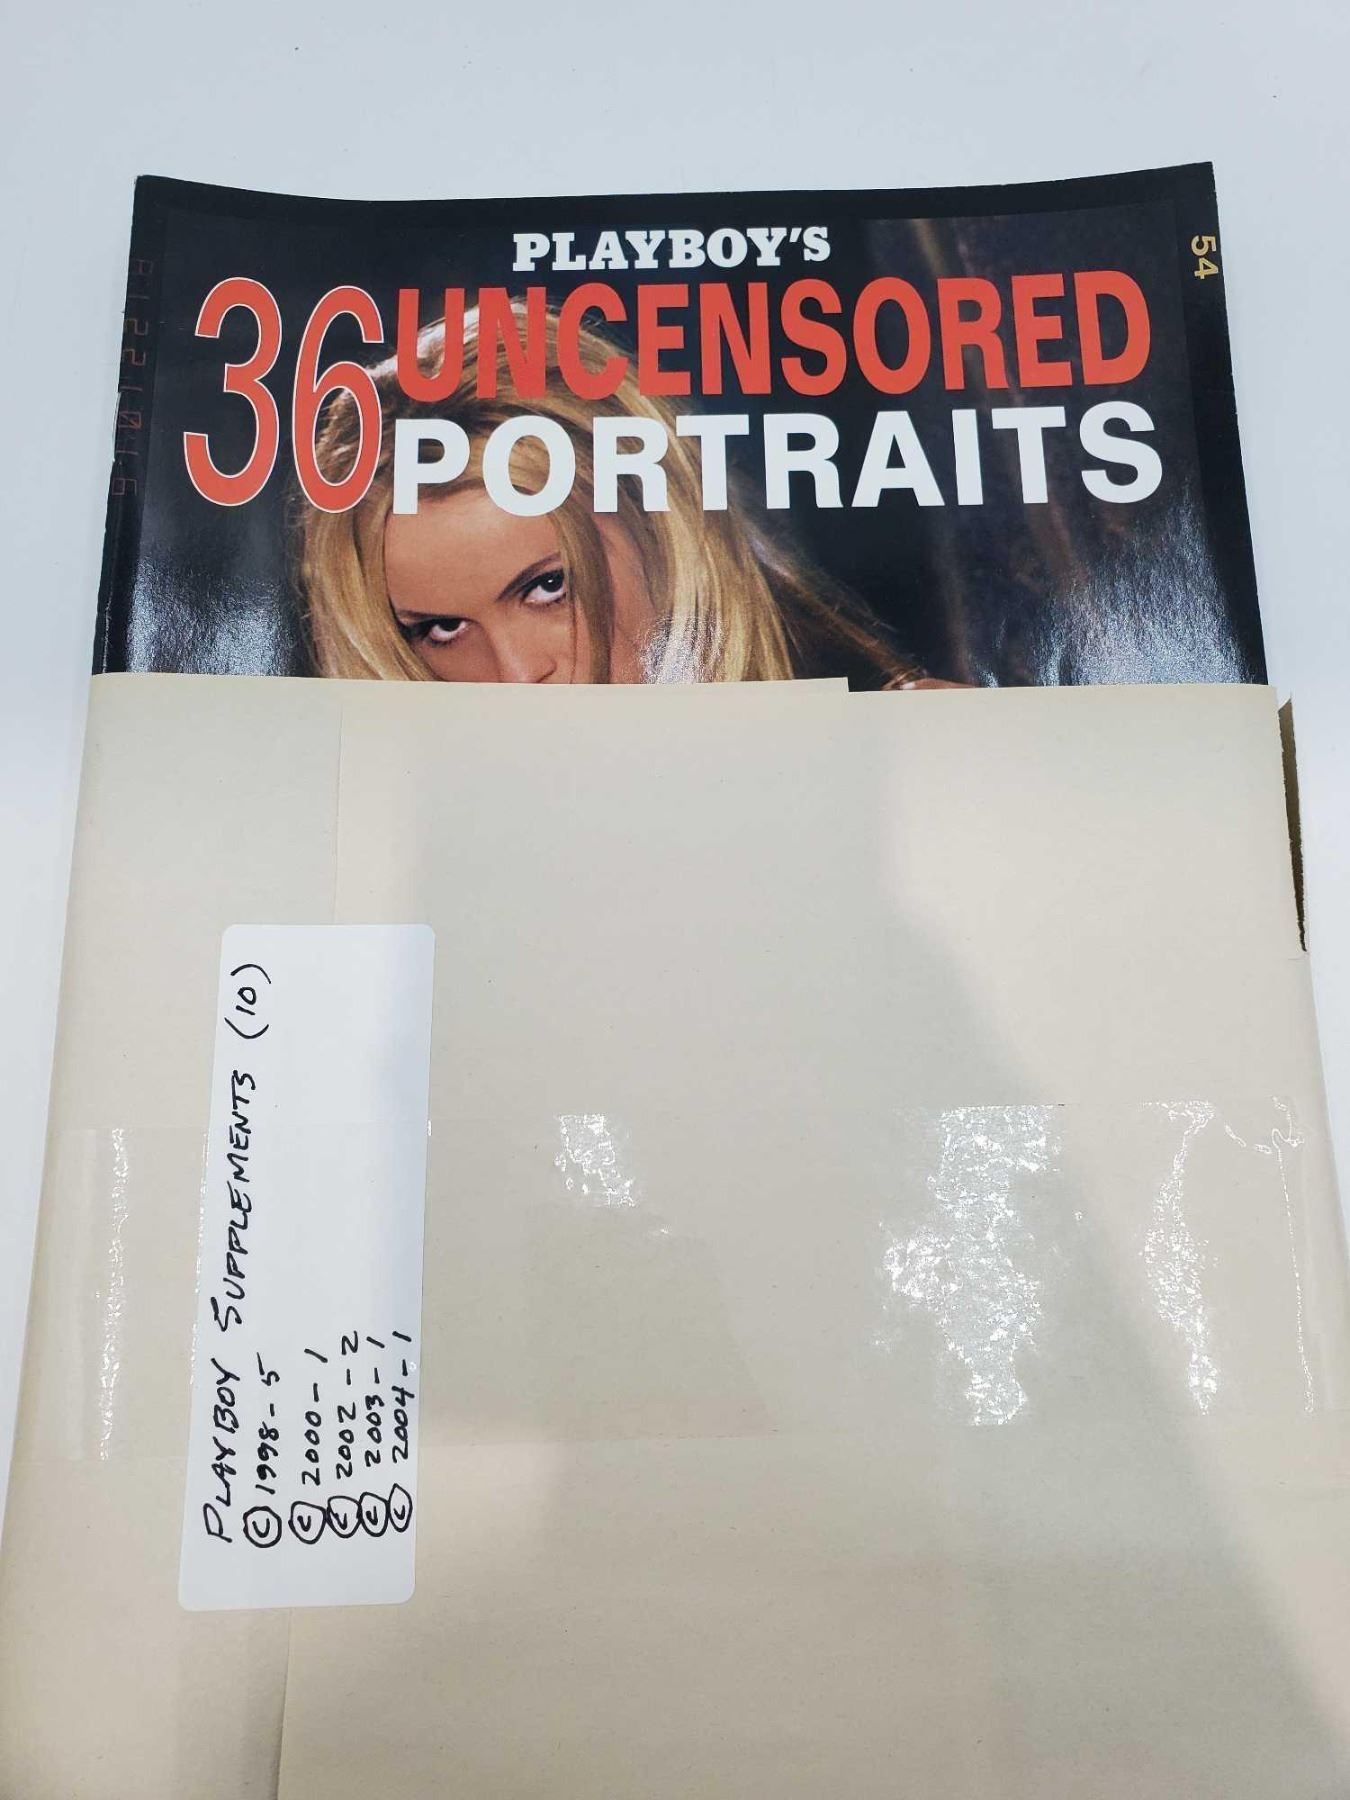 PLAYBOY'S
36 UNCENSORED
PORTRAITS
54
PLAYBOY SUPPLEMENTS (10)
© 1998 - 5
© 2000 - 1
© 2002 - 2
© 2003 - 1
© 2004 - 1